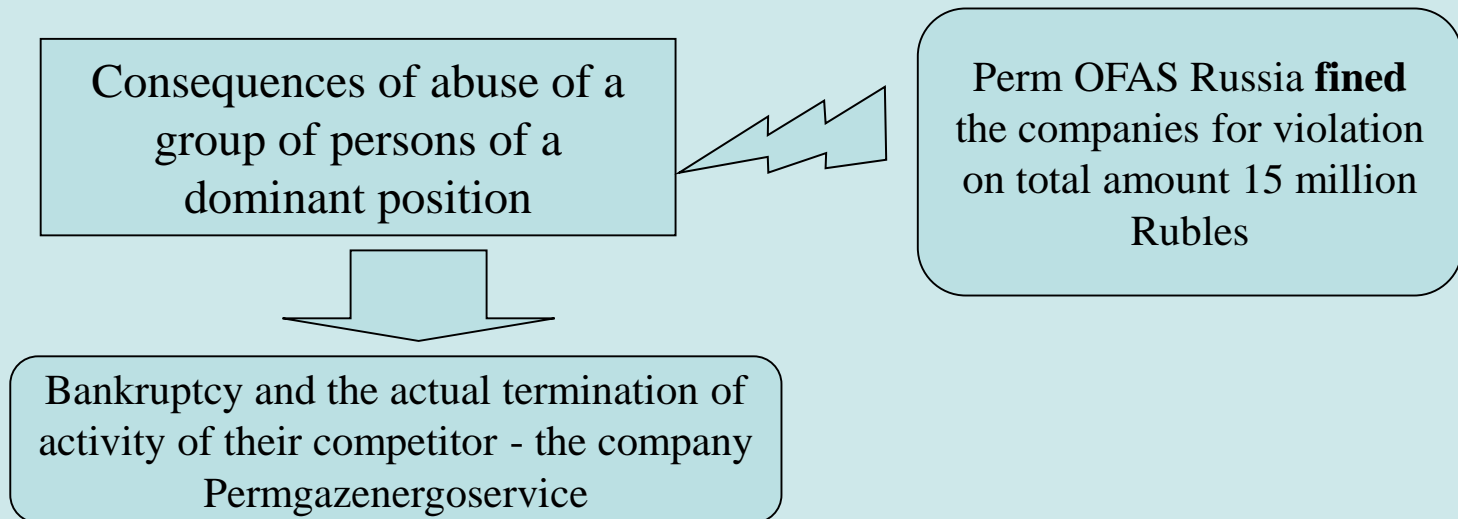 Consequences of abuse of a
group of persons of a
dominant position
Perm OFAS Russia fined
the companies for violation
on total amount 15 million
Rubles
Bankruptcy and the actual termination of
activity of their competitor - the company
Permgazenergoservice